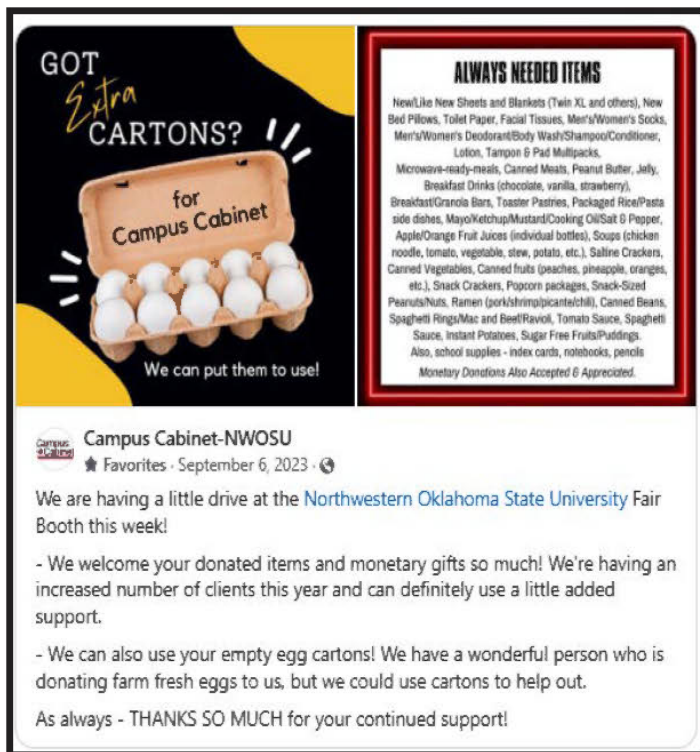 GOT
Extra
CARTONS?
for
Campus Cabinet
We can put them to use!
ALWAYS NEEDED ITEMS
New/Like New Sheets and Blankets (Twin XL and others), New
Bed Pillows, Toilet Paper, Facial Tissues, Men's/Women's Socks,
Men's/Women's Deodorant/Body Wash/Shampoo/Conditioner,
Lotion, Tampon & Pad Multipacks,
Microwave-ready-meals, Canned Meats, Peanut Butter, Jelly,
Breakfast Drinks (chocolate, vanilla, strawberry),
Breakfast/Granola Bars, Toaster Pastries, Packaged Rice/Pasta
side dishes, Mayo/Ketchup/Mustard/Cooking Oil/Salt & Pepper,
Apple/Orange Fruit Juices (individual bottles), Soups (chicken
noodle, tomato, vegetable, stew, potato, etc.), Saltine Crackers,
Canned Vegetables, Canned fruits (peaches, pineapple, oranges,
etc.), Snack Crackers, Popcorn packages, Snack-Sized
Peanuts/Nuts, Ramen (pork/shrimp/picante/chili), Canned Beans,
Spaghetti Rings/Mac and Beef/Ravioli, Tomato Sauce, Spaghetti
Sauce, Instant Potatoes, Sugar Free Fruits/Puddings.
Also, school supplies - index cards, notebooks, pencils
Monetary Donations Also Accepted & Appreciated.
Campus Cabinet
Campus Cabinet-NWOSU
Favorites · September 6, 2023 ·
We are having a little drive at the Northwestern Oklahoma State University Fair
Booth this week!
- We welcome your donated items and monetary gifts so much! We're having an
increased number of clients this year and can definitely use a little added
support.
- We can also use your empty egg cartons! We have a wonderful person who is
donating farm fresh eggs to us, but we could use cartons to help out.
As always - THANKS SO MUCH for your continued support!